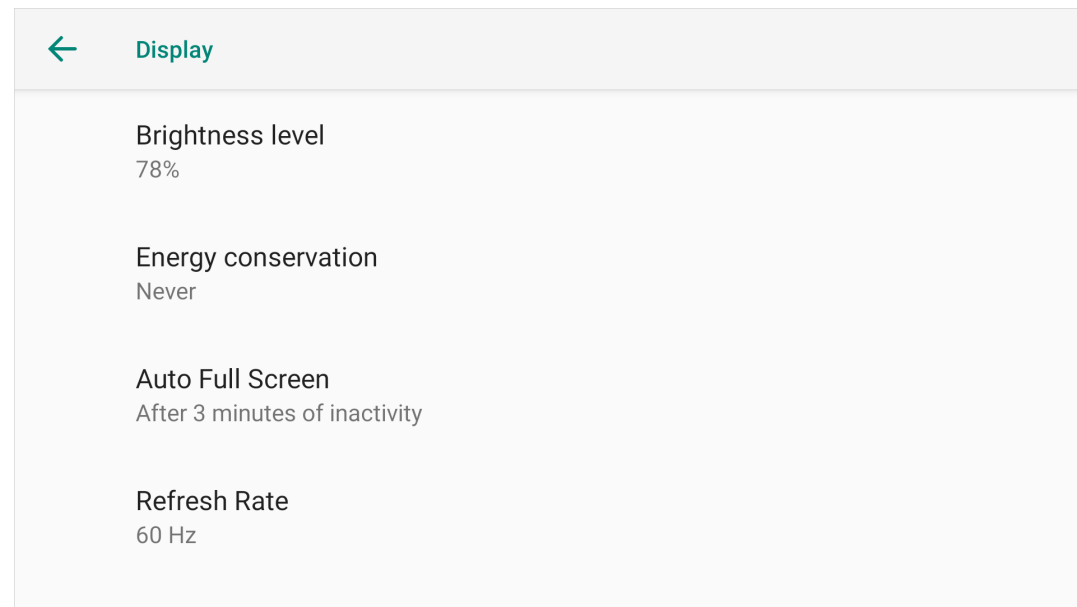 Display
Brightness level
78%
Energy conservation
Never
Auto Full Screen
After 3 minutes of inactivity
Refresh Rate
60 Hz